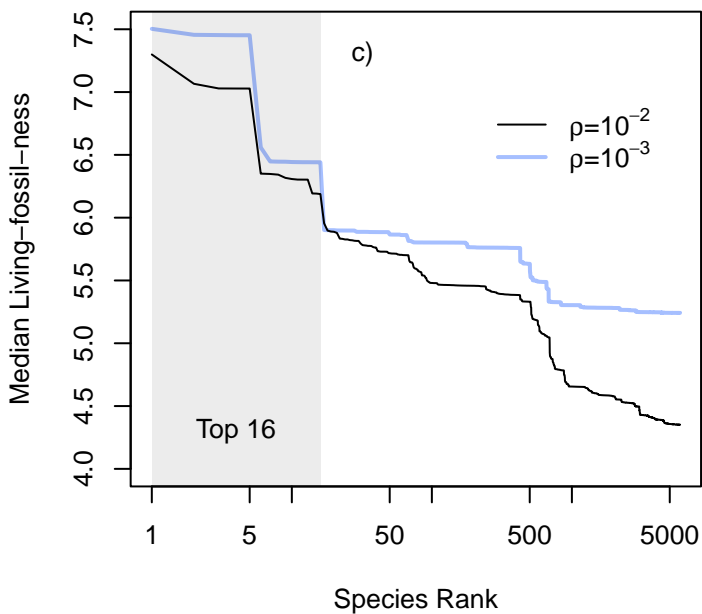 c)
ρ=10⁻²
ρ=10⁻³
Top 16
Median Living−fossil−ness
7.5
7.0
6.5
6.0
5.5
5.0
4.5
4.0
1 5 50 500 5000
Species Rank